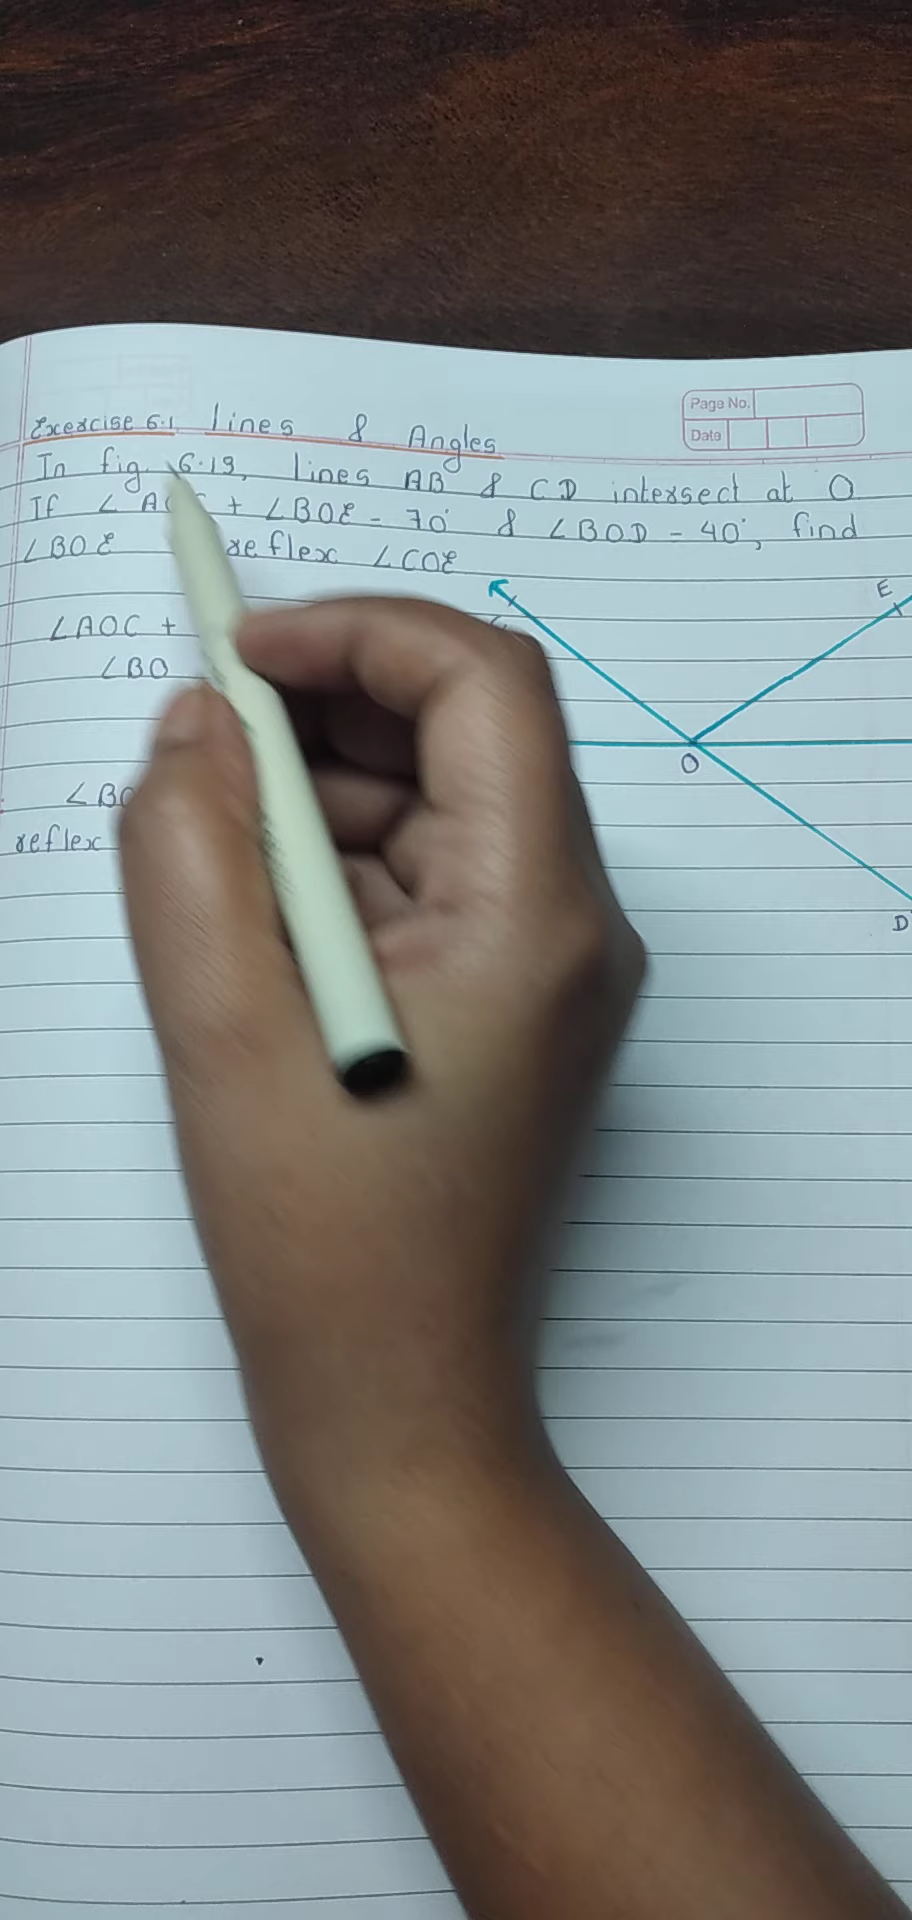 Exercise 6.1 Lines & Angles
Page No.
Date
In fig. 6.13, lines AB & CD intersect at O
If ∠ + ∠BOE = 70° & ∠BOD = 40°, find
∠BOE reflex ∠COE
E
∠AOC +
∠BO
O
reflex
D